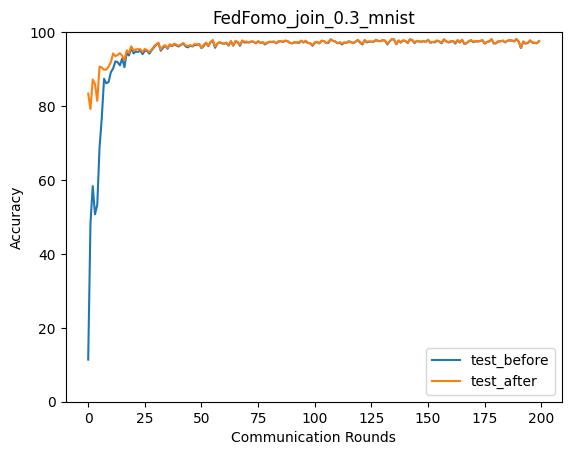 FedFomo_join_0.3_mnist
100
80
60
40
20
0
Accuracy
0 25 50 75 100 125 150 175 200
Communication Rounds
test_before
test_after